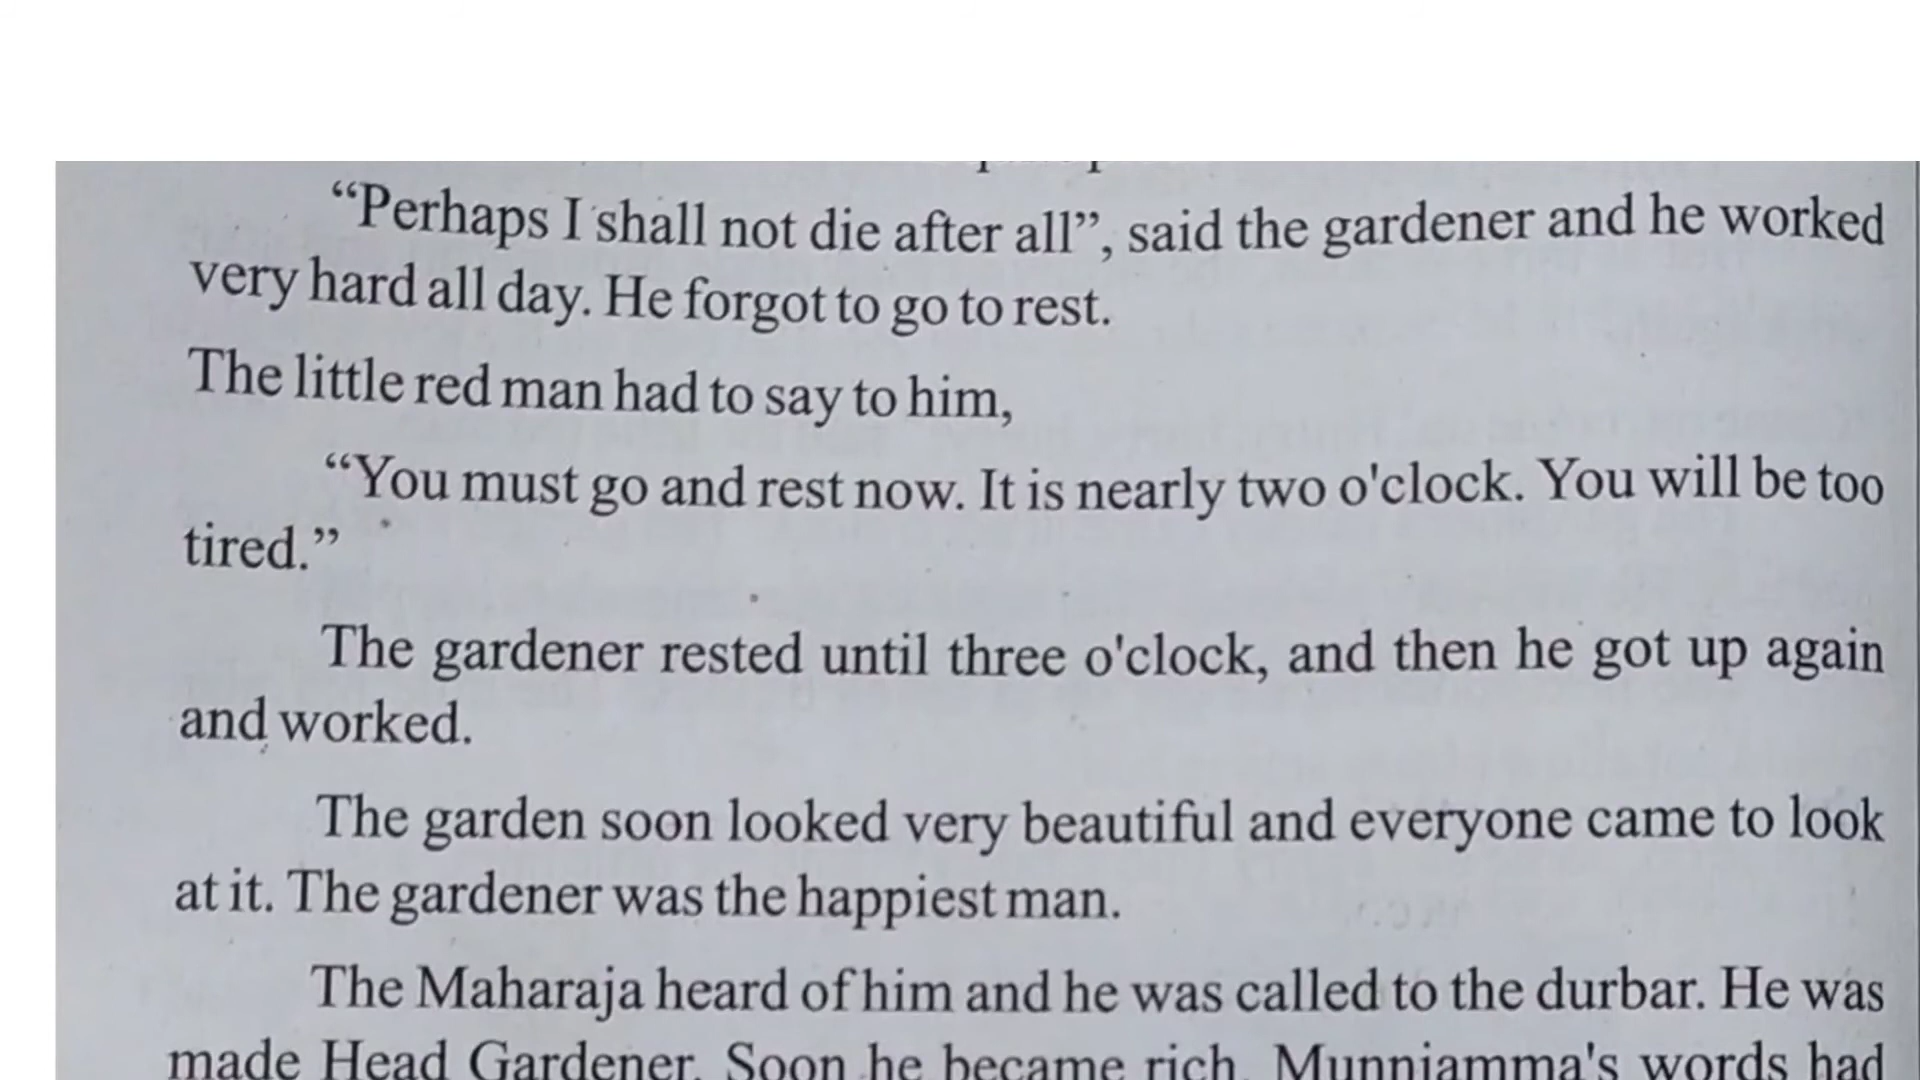 “Perhaps I shall not die after all”, said the gardener and he worked
very hard all day. He forgot to go to rest.
The little red man had to say to him,
“You must go and rest now. It is nearly two o'clock. You will be too
tired.”
The gardener rested until three o'clock, and then he got up again
and worked.
The garden soon looked very beautiful and everyone came to look
at it. The gardener was the happiest man.
The Maharaja heard of him and he was called to the durbar. He was
made Head Gardener. Soon he became rich. Munniamma's words had